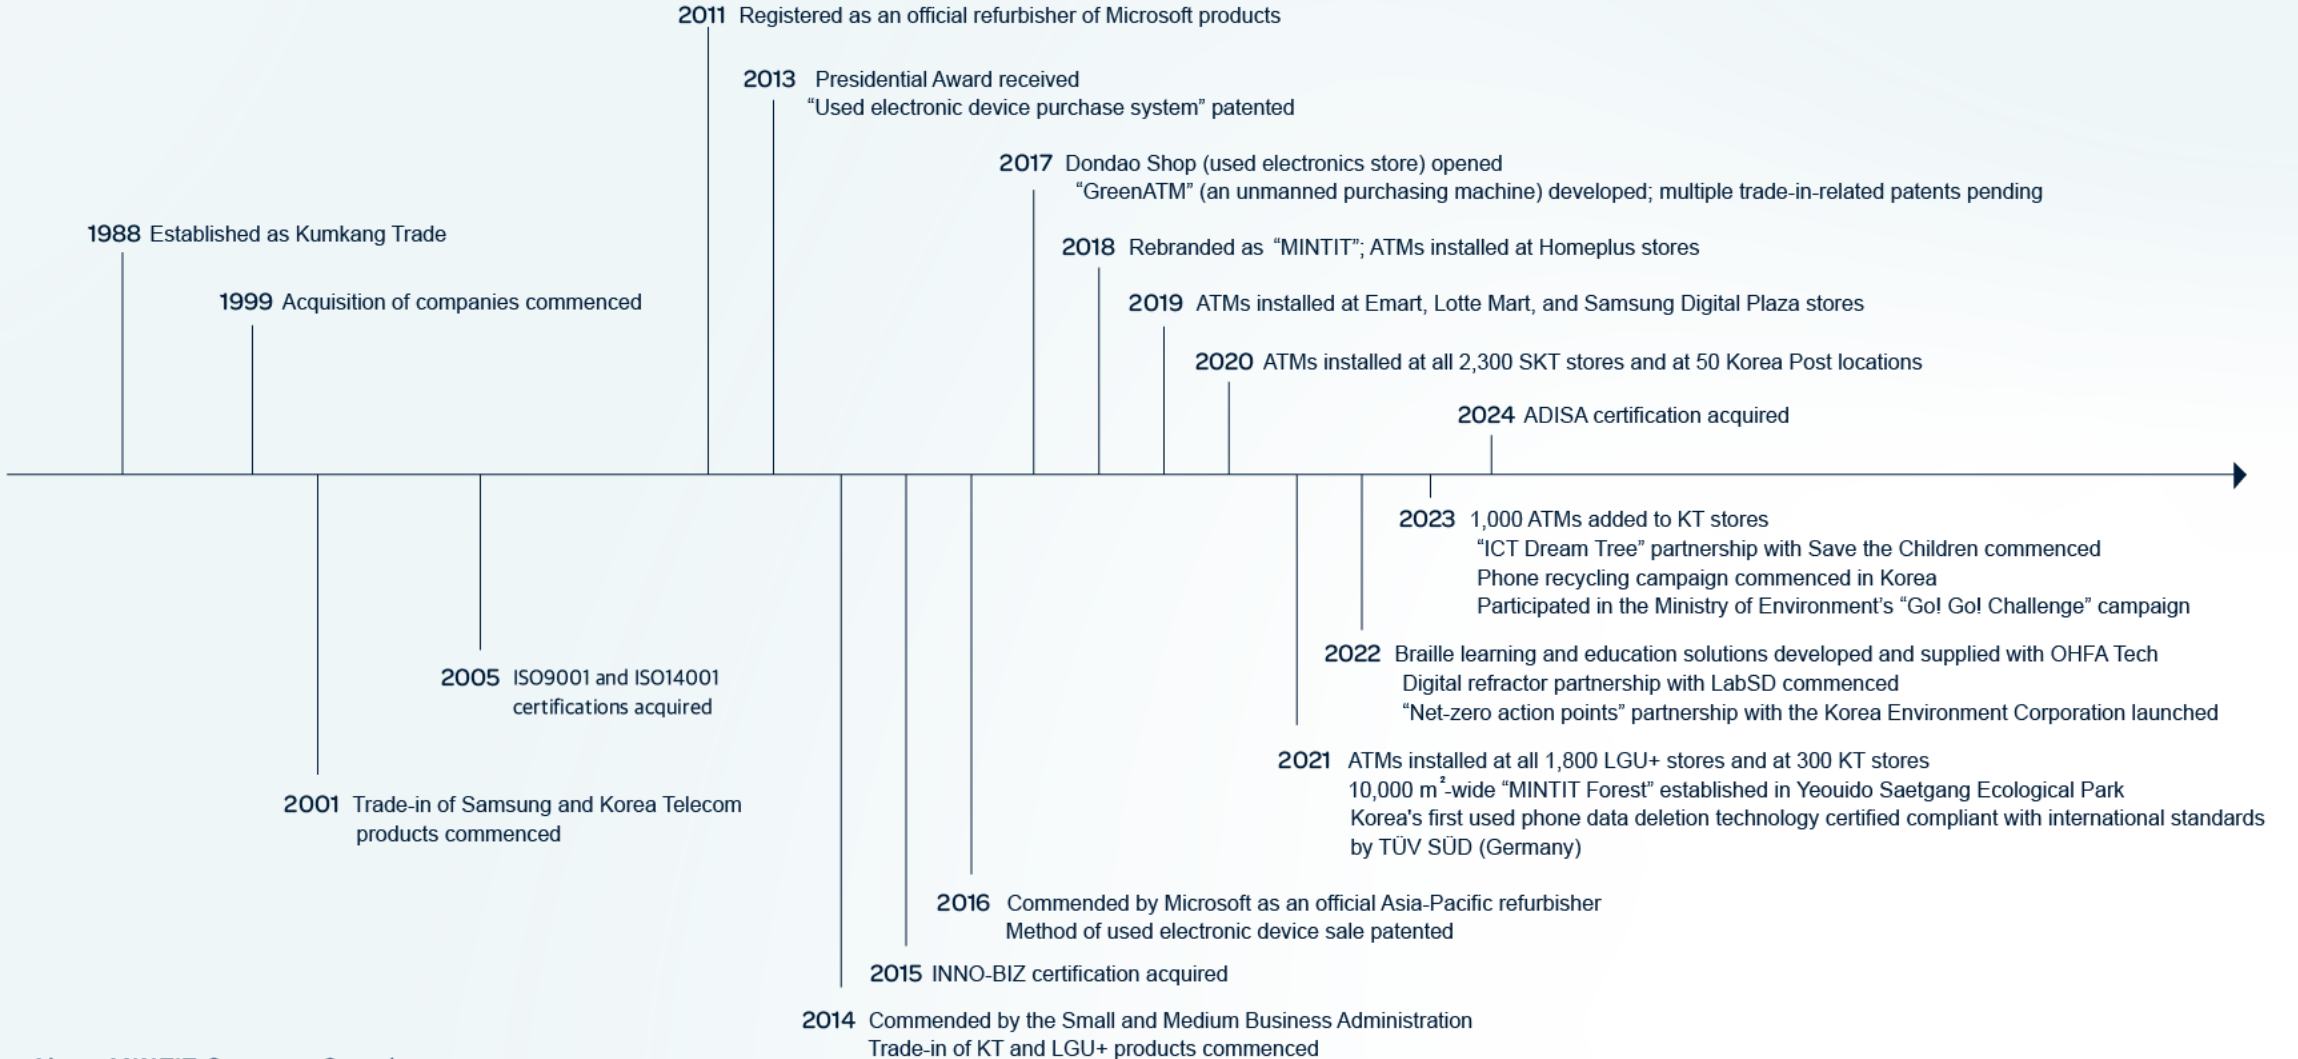 2011 Registered as an official refurbisher of Microsoft products
2013 Presidential Award received
“Used electronic device purchase system” patented
2017 Dondao Shop (used electronics store) opened
“GreenATM” (an unmanned purchasing machine) developed; multiple trade-in-related patents pending
1988 Established as Kumkang Trade
2018 Rebranded as “MINTIT”; ATMs installed at Homeplus stores
1999 Acquisition of companies commenced
2019 ATMs installed at Emart, Lotte Mart, and Samsung Digital Plaza stores
2020 ATMs installed at all 2,300 SKT stores and at 50 Korea Post locations
2024 ADISA certification acquired
2023 1,000 ATMs added to KT stores
“ICT Dream Tree” partnership with Save the Children commenced
Phone recycling campaign commenced in Korea
Participated in the Ministry of Environment’s “Go! Go! Challenge” campaign
2022 Braille learning and education solutions developed and supplied with OHFA Tech
Digital refractor partnership with LabSD commenced
“Net-zero action points” partnership with the Korea Environment Corporation launched
2005 ISO9001 and ISO14001
certifications acquired
2021 ATMs installed at all 1,800 LGU+ stores and at 300 KT stores
10,000 m²-wide “MINTIT Forest” established in Yeouido Saetgang Ecological Park
Korea's first used phone data deletion technology certified compliant with international standards
by TÜV SÜD (Germany)
2001 Trade-in of Samsung and Korea Telecom
products commenced
2016 Commended by Microsoft as an official Asia-Pacific refurbisher
Method of used electronic device sale patented
2015 INNO-BIZ certification acquired
2014 Commended by the Small and Medium Business Administration
Trade-in of KT and LGU+ products commenced